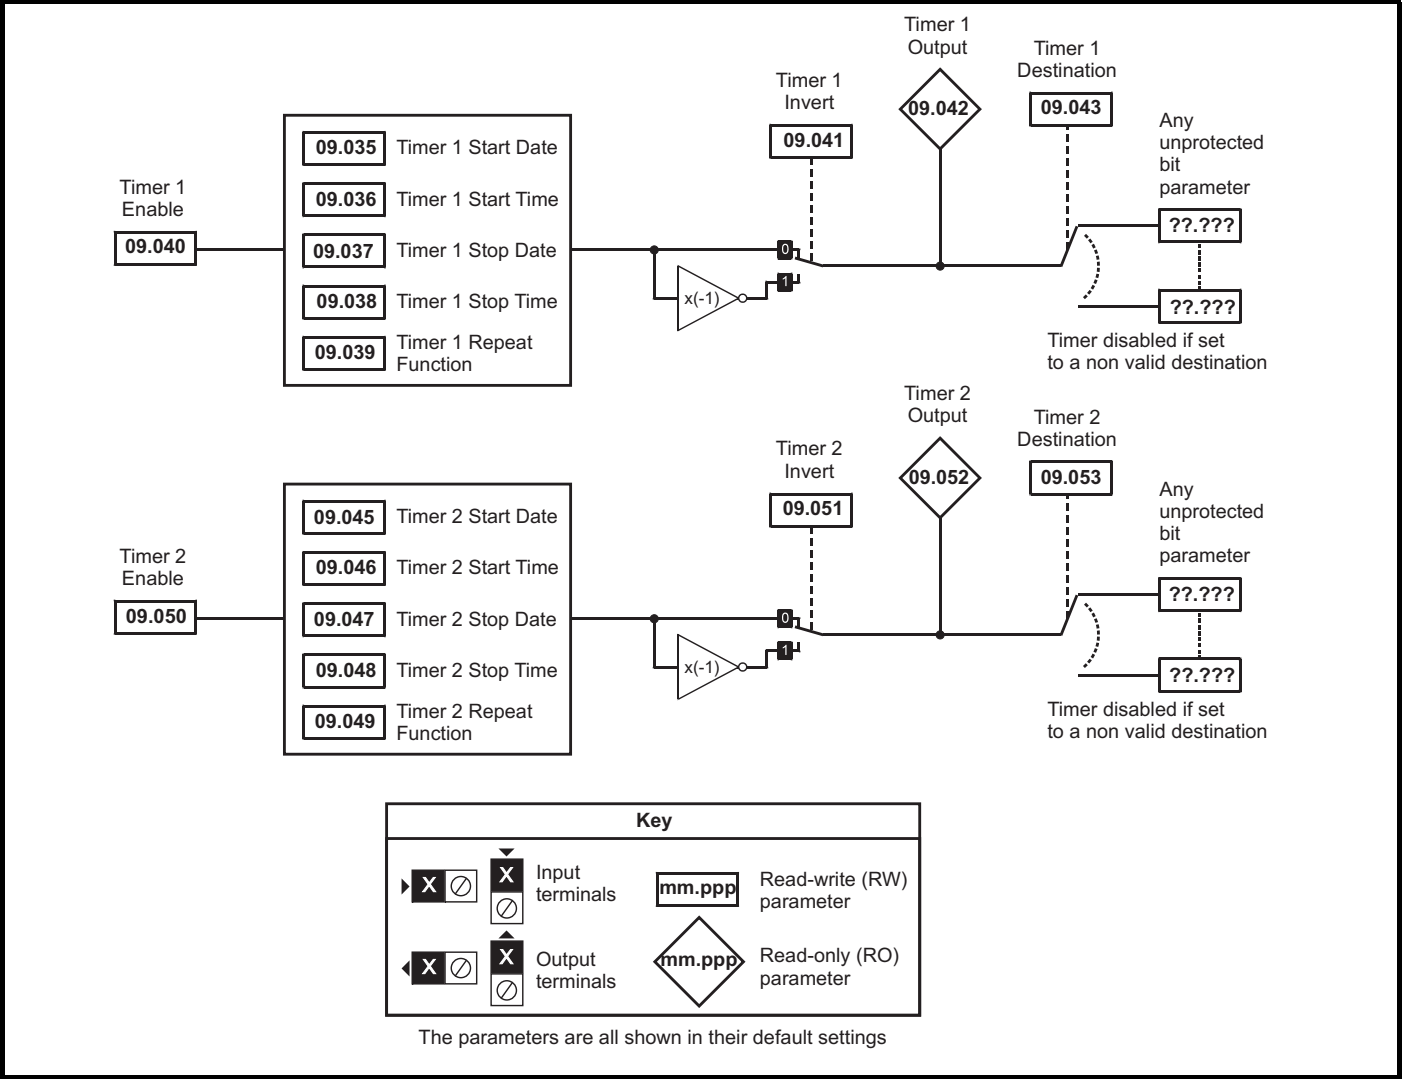 Timer 1
Output
Timer 1
Destination
Timer 1
Invert
09.042
09.043
Any
unprotected
bit
parameter
09.041
09.035 Timer 1 Start Date
09.036 Timer 1 Start Time
Timer 1
Enable
09.040
09.037 Timer 1 Stop Date
09.038 Timer 1 Stop Time
09.039 Timer 1 Repeat
Function
0
1
x(-1)
??.???
??.???
Timer disabled if set
to a non valid destination
Timer 2
Output
Timer 2
Destination
Timer 2
Invert
09.052
09.053
Any
unprotected
bit
parameter
09.051
09.045 Timer 2 Start Date
09.046 Timer 2 Start Time
Timer 2
Enable
09.050
09.047 Timer 2 Stop Date
09.048 Timer 2 Stop Time
09.049 Timer 2 Repeat
Function
0
1
x(-1)
??.???
??.???
Timer disabled if set
to a non valid destination
Key
X
X
Input
terminals
mm.ppp
Read-write (RW)
parameter
X
X
Output
terminals
mm.ppp
Read-only (RO)
parameter
The parameters are all shown in their default settings